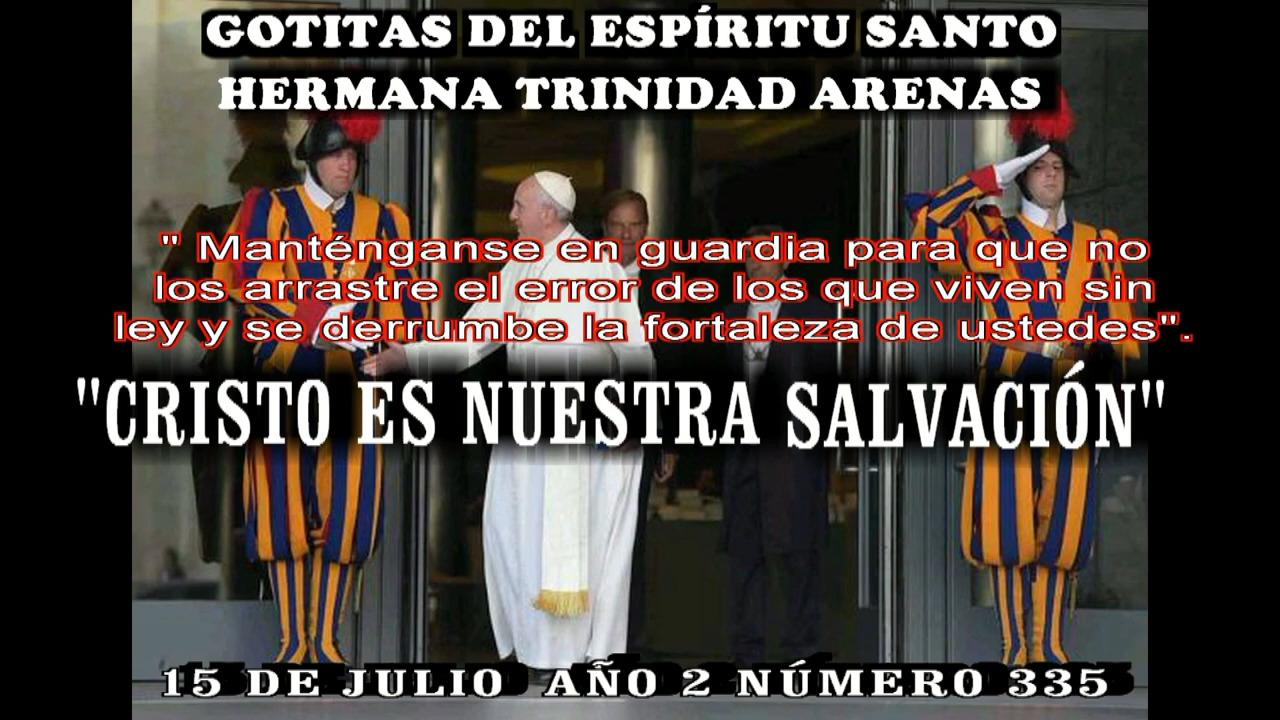 GOTITAS DEL ESPÍRITU SANTO
HERMANA TRINIDAD ARENAS
" Manténganse en guardia para que no
los arrastre el error de los que viven sin
ley y se derrumbe la fortaleza de ustedes".
"CRISTO ES NUESTRA SALVACIÓN"
15 DE JULIO AÑO 2 NÚMERO 335